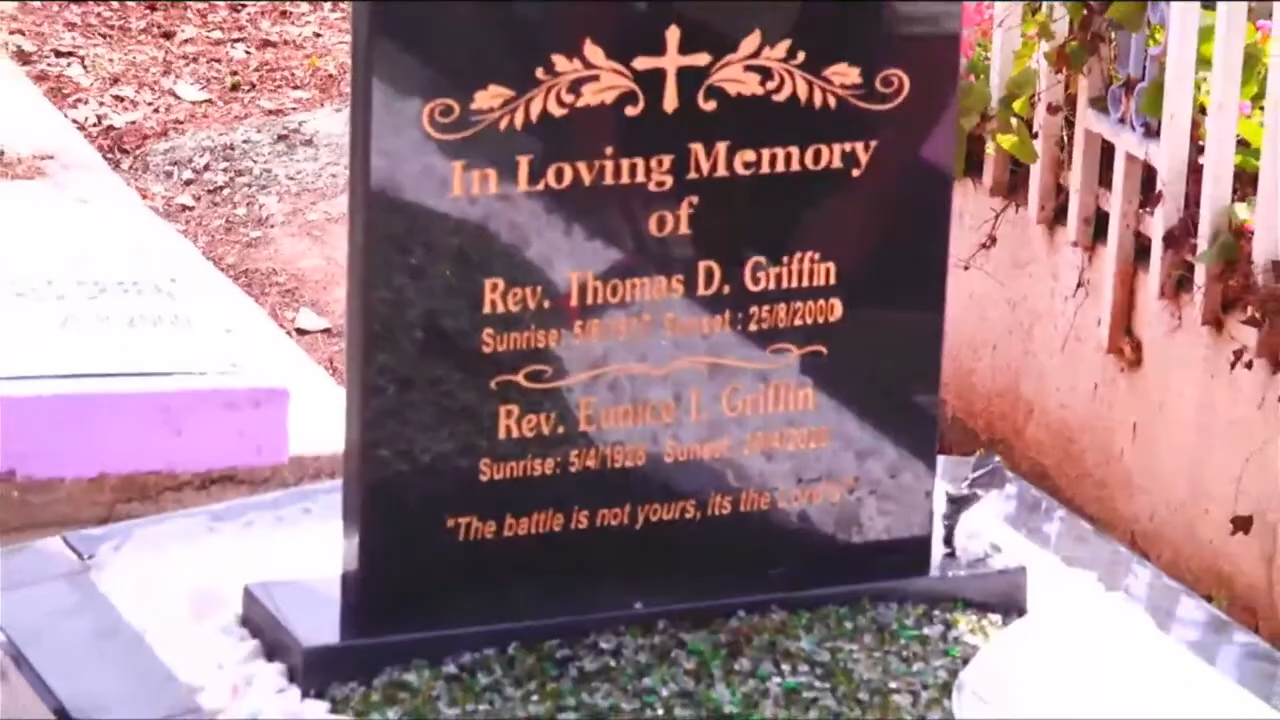 In Loving Memory
of
Rev. Thomas D. Griffin
Sunrise: Sunset : 25/8/2000
Rev. Eunice I. Griffin
Sunrise: 5/4/1928 Sunset:
"The battle is not yours, its the Lord's"